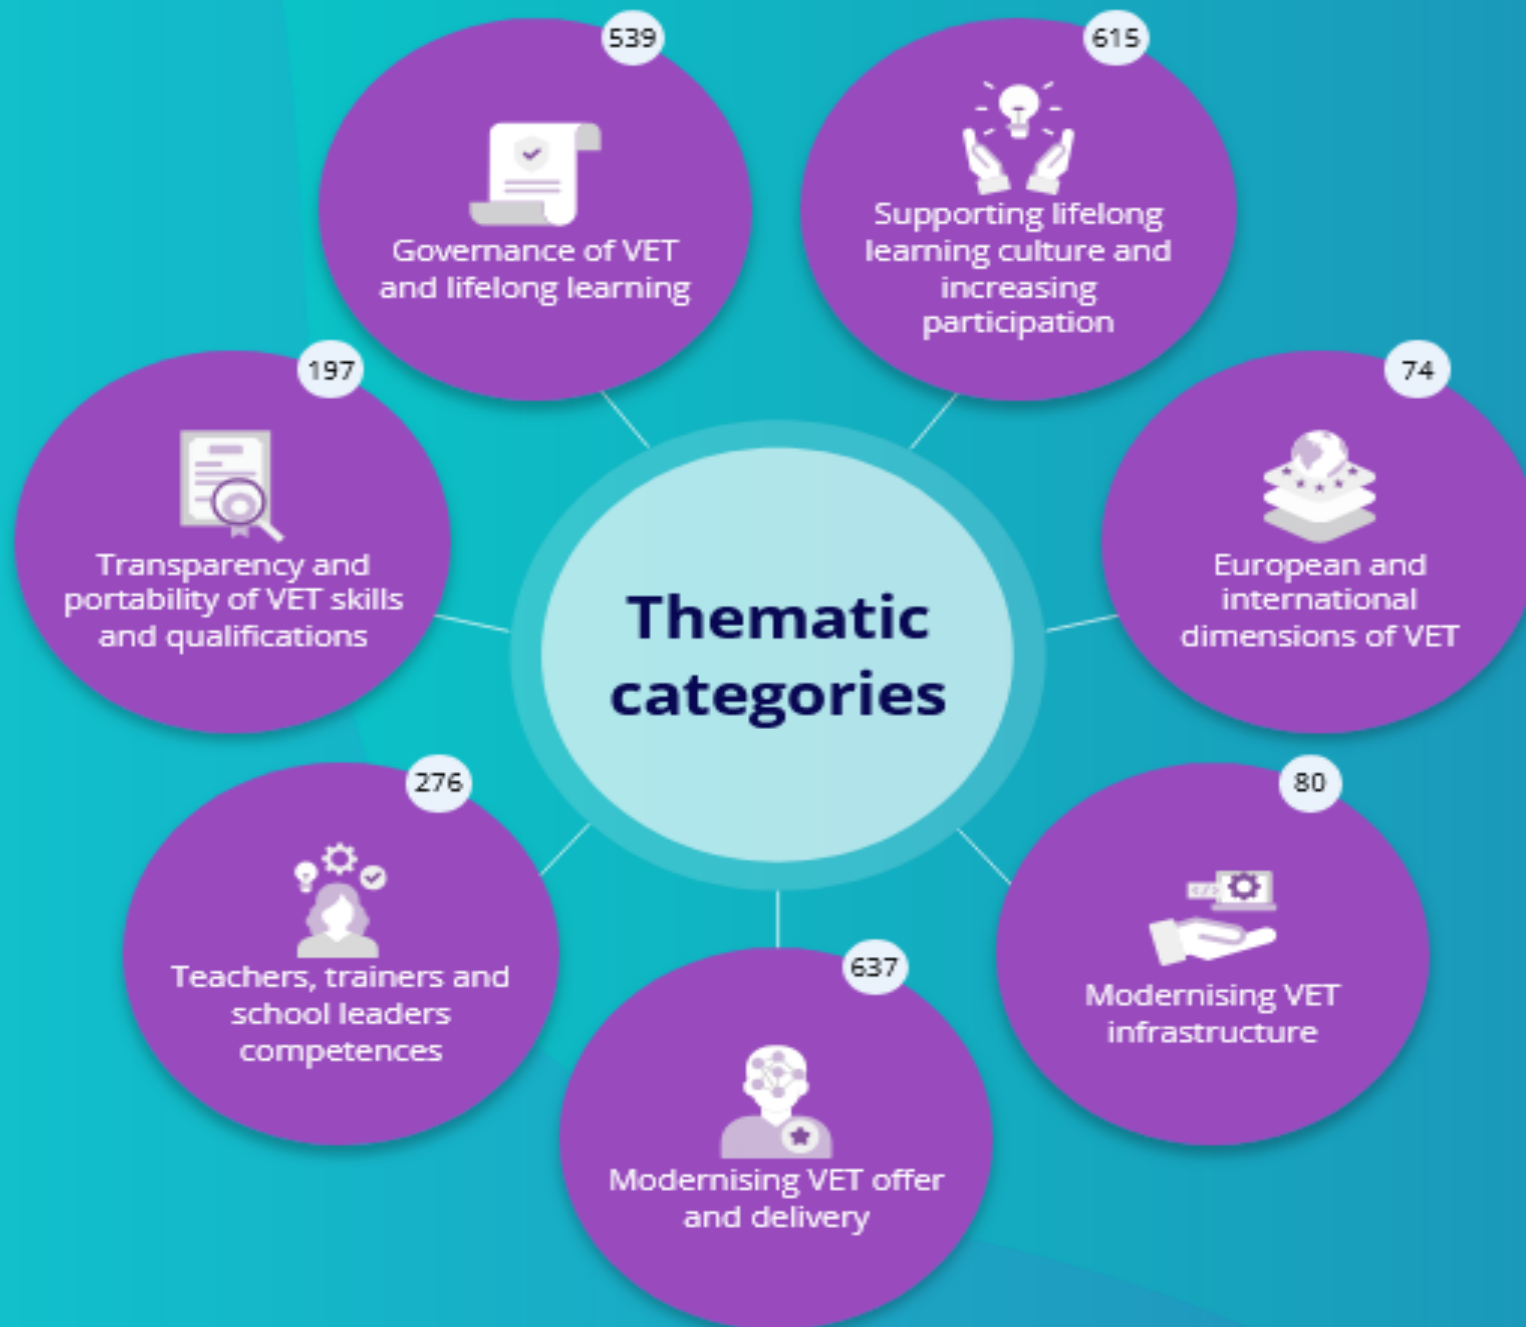 539
Governance of VET
and lifelong learning
615
Supporting lifelong
learning culture and
increasing
participation
197
Transparency and
portability of VET skills
and qualifications
74
European and
international
dimensions of VET
Thematic
categories
276
Teachers, trainers and
school leaders
competences
80
Modernising VET
infrastructure
637
Modernising VET offer
and delivery